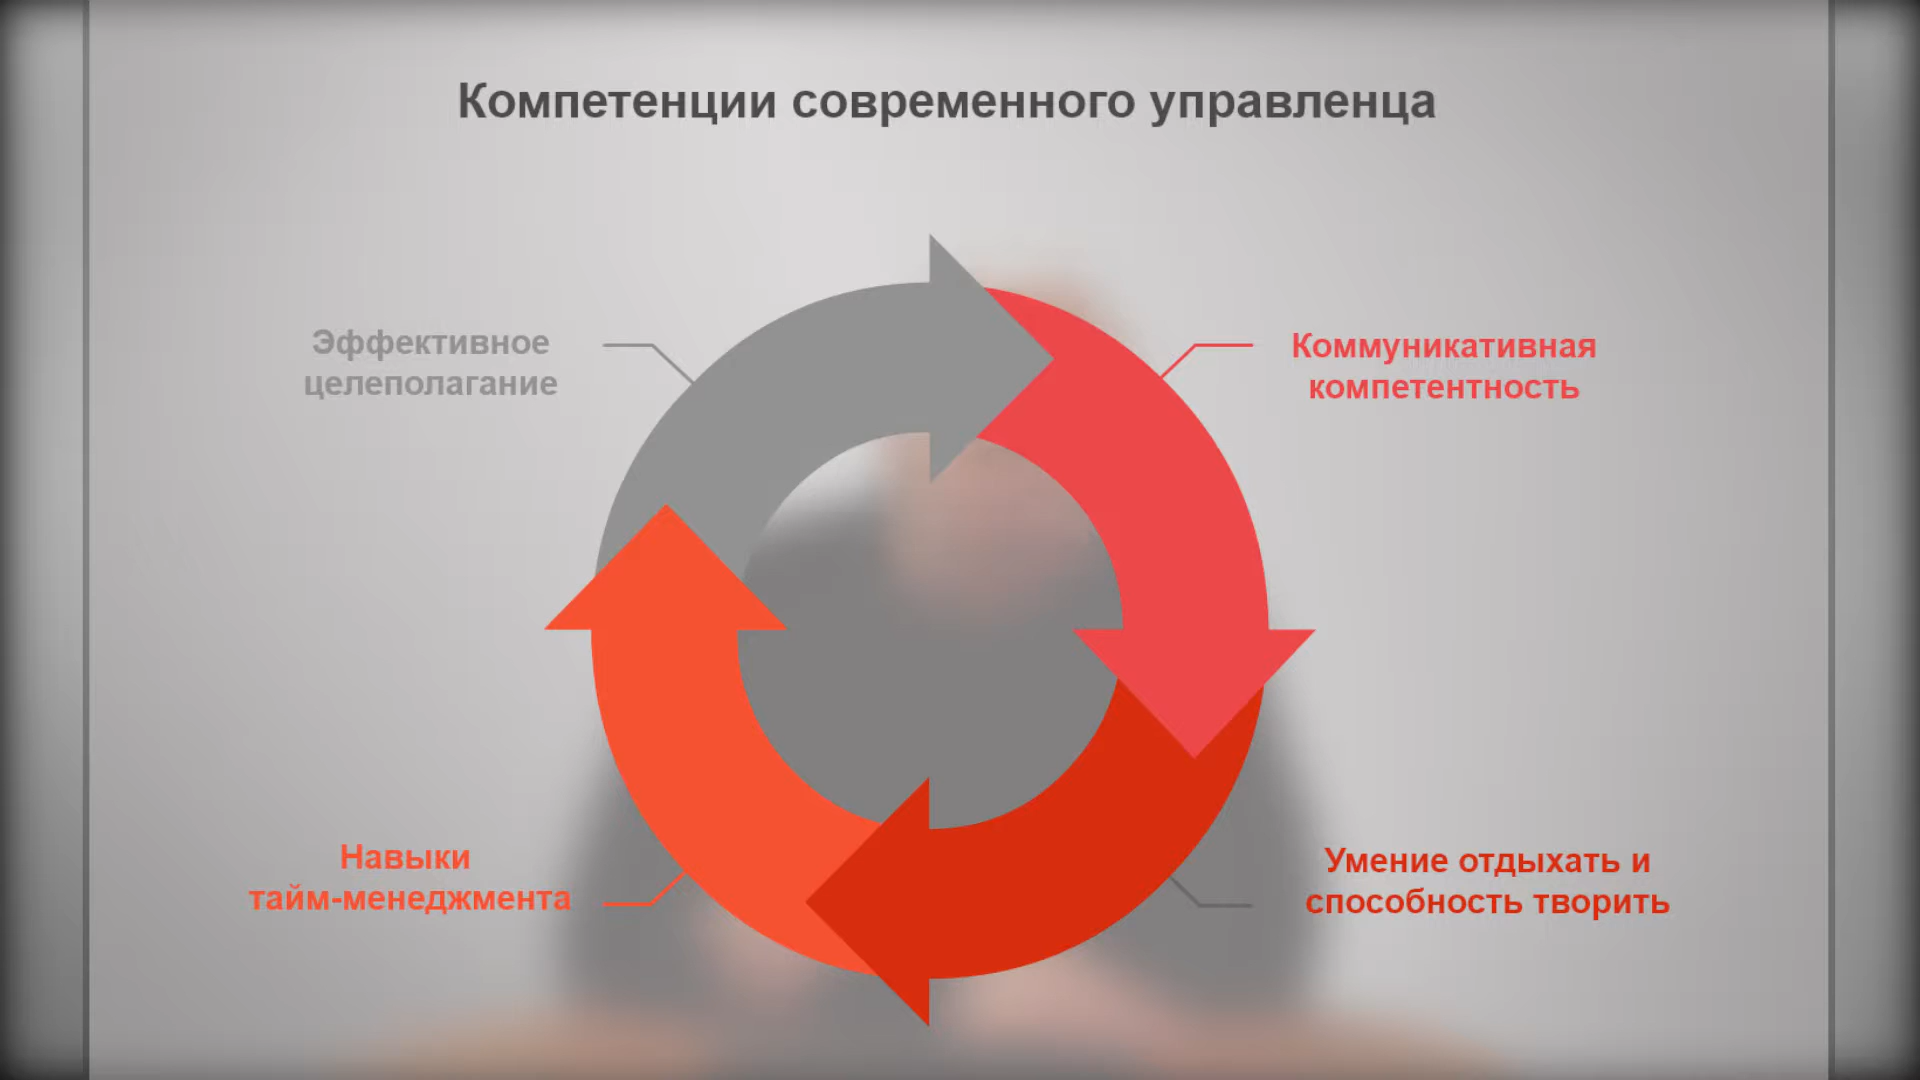 Компетенции современного управленца
Эффективное
целеполагание
Коммуникативная
компетентность
Навыки
тайм-менеджмента
Умение отдыхать и
способность творить